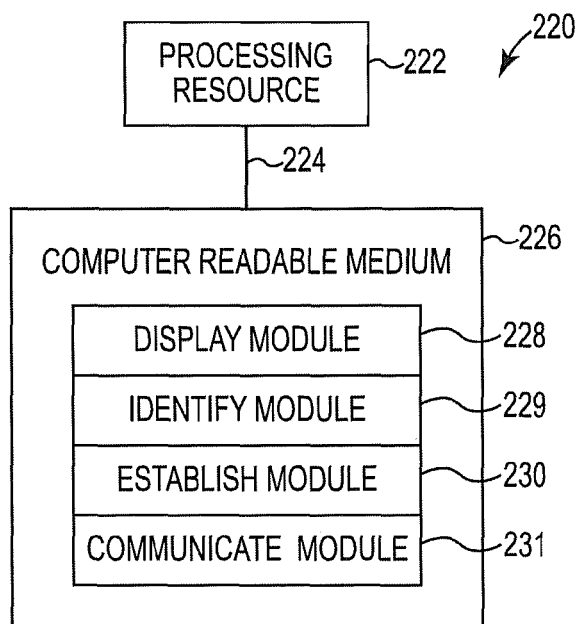 220
PROCESSING
RESOURCE
222
224
226
COMPUTER READABLE MEDIUM
DISPLAY MODULE
228
IDENTIFY MODULE
229
ESTABLISH MODULE
230
COMMUNICATE MODULE
231